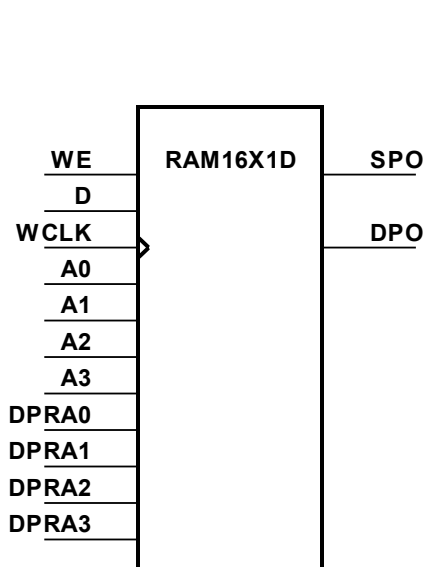 WE RAM16X1D SPO
D
WCLK DPO
A0
A1
A2
A3
DPRA0
DPRA1
DPRA2
DPRA3